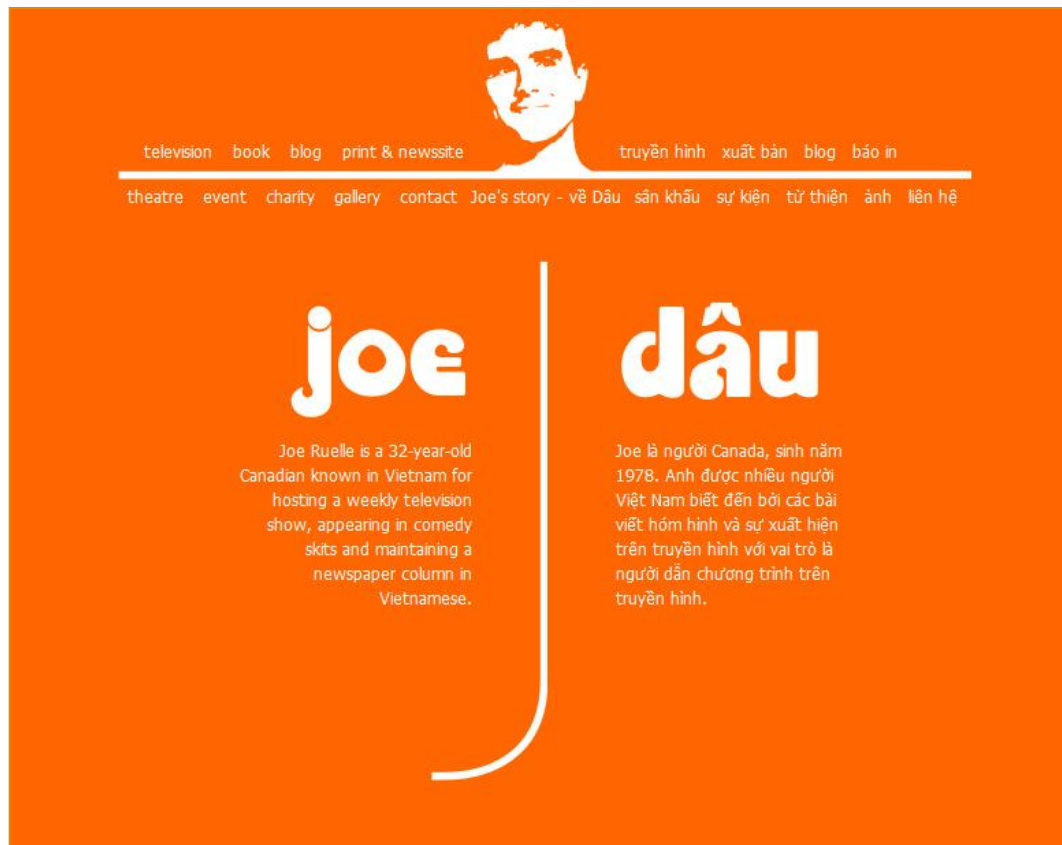 television book blog print & newssite
truyền hình xuất bản blog báo in
theatre event charity gallery contact Joe's story - về Dâu sân khấu sự kiện từ thiện ảnh liên hệ
joe
Joe Ruelle is a 32-year-old
Canadian known in Vietnam for
hosting a weekly television
show, appearing in comedy
skits and maintaining a
newspaper column in
Vietnamese.
dâu
Joe là người Canada, sinh năm
1978. Anh được nhiều người
Việt Nam biết đến bởi các bài
viết hóm hỉnh và sự xuất hiện
trên truyền hình với vai trò là
người dẫn chương trình trên
truyền hình.